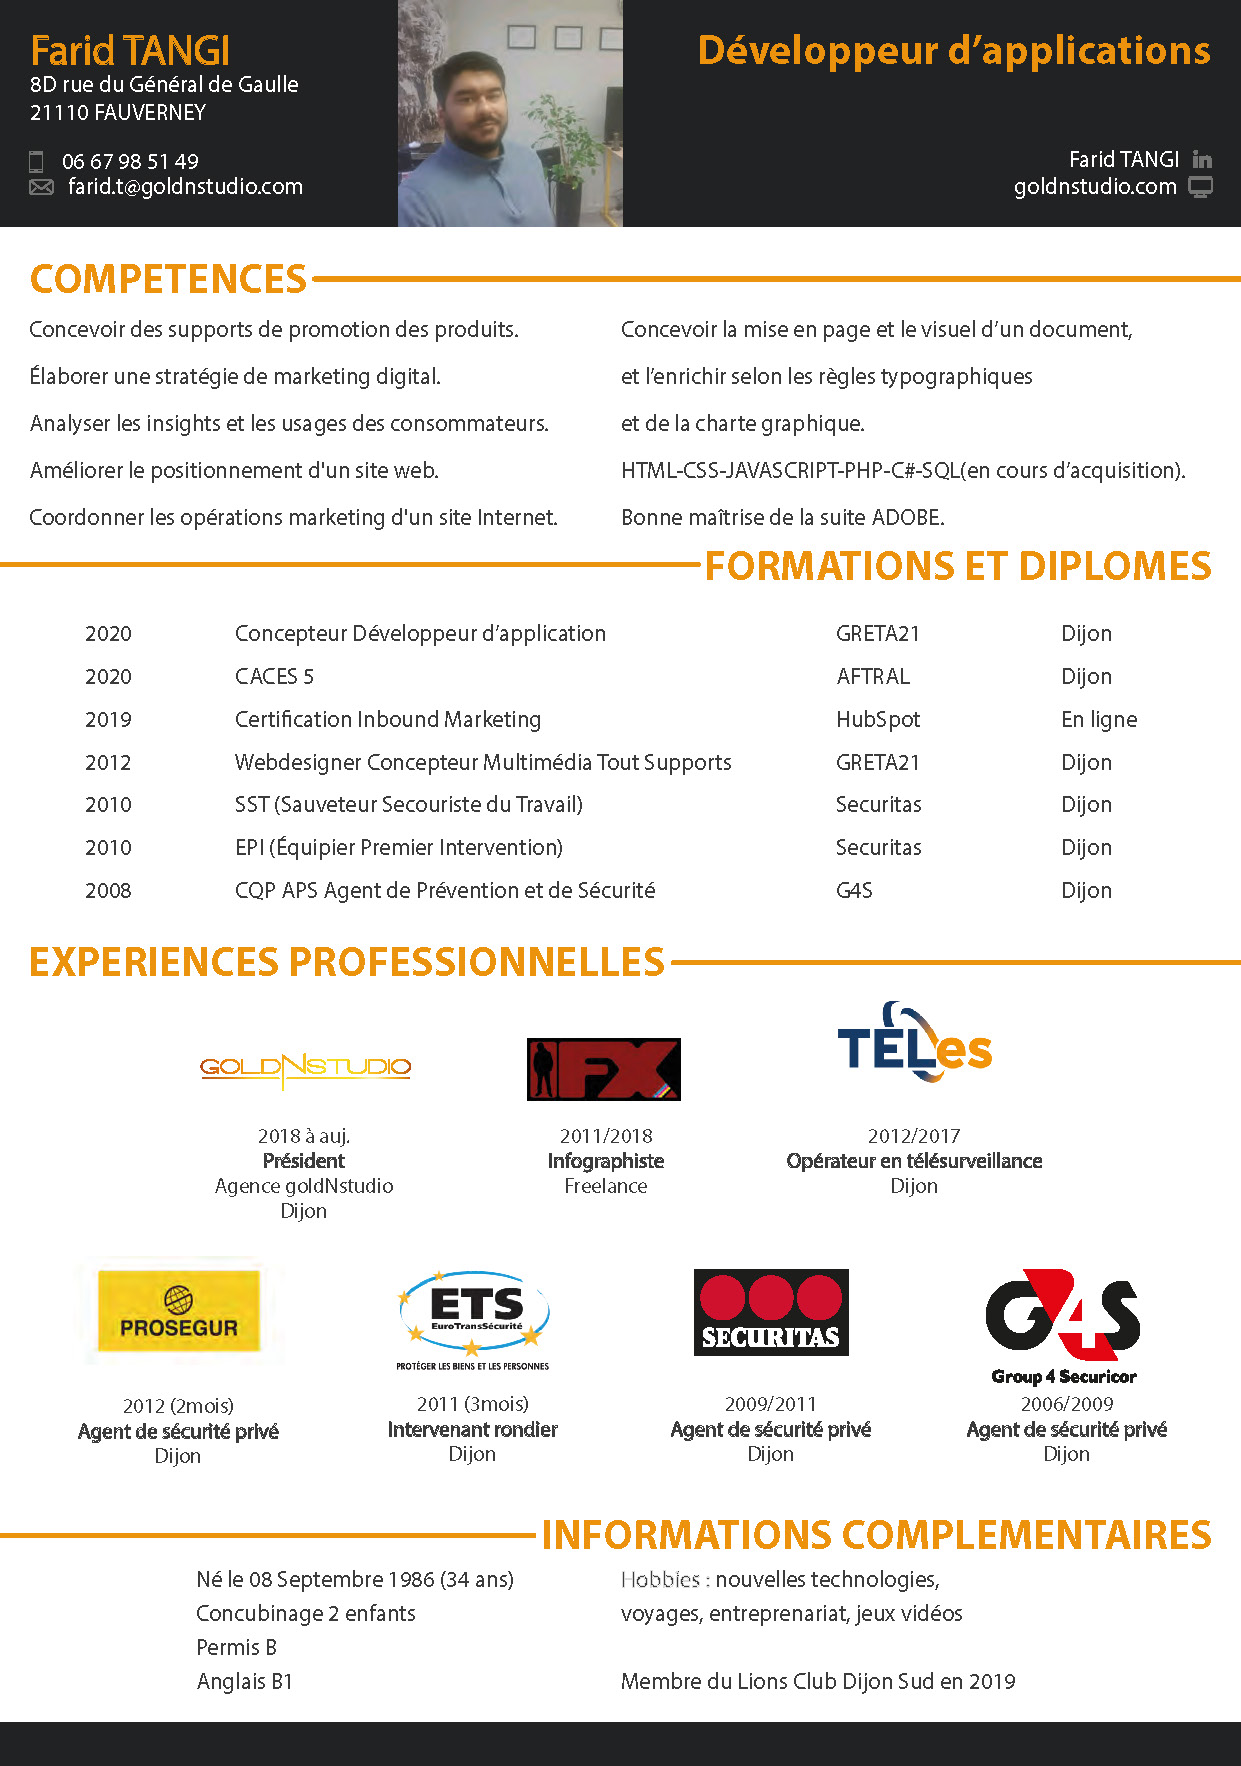 Farid TANGI
8D rue du Général de Gaulle
21110 FAUVERNEY
06 67 98 51 49
farid.t@goldnstudio.com
Développeur d’applications
Farid TANGI in
goldnstudio.com
COMPETENCES
Concevoir des supports de promotion des produits.
Élaborer une stratégie de marketing digital.
Analyser les insights et les usages des consommateurs.
Améliorer le positionnement d'un site web.
Coordonner les opérations marketing d'un site Internet.
Concevoir la mise en page et le visuel d’un document,
et l’enrichir selon les règles typographiques
et de la charte graphique.
HTML-CSS-JAVASCRIPT-PHP-C#-SQL(en cours d’acquisition).
Bonne maîtrise de la suite ADOBE.
FORMATIONS ET DIPLOMES
2020 Concepteur Développeur d’application GRETA21 Dijon
2020 CACES 5 AFTRAL Dijon
2019 Certification Inbound Marketing HubSpot En ligne
2012 Webdesigner Concepteur Multimédia Tout Supports GRETA21 Dijon
2010 SST (Sauveteur Secouriste du Travail) Securitas Dijon
2010 EPI (Équipier Premier Intervention) Securitas Dijon
2008 CQP APS Agent de Prévention et de Sécurité G4S Dijon
EXPERIENCES PROFESSIONNELLES
GOLDNSTUDIO
2018 à auj.
Président
Agence goldNstudio
Dijon
FX
2011/2018
Infographiste
Freelance
TÉLes
2012/2017
Opérateur en télésurveillance
Dijon
PROSEGUR
2012 (2mois)
Agent de sécurité privé
Dijon
ETS
EuroTransSécurité
PROTÉGER LES BIENS ET LES PERSONNES
2011 (3mois)
Intervenant rondier
Dijon
SECURITAS
2009/2011
Agent de sécurité privé
Dijon
G4S
Group 4 Securicor
2006/2009
Agent de sécurité privé
Dijon
INFORMATIONS COMPLEMENTAIRES
Né le 08 Septembre 1986 (34 ans)
Concubinage 2 enfants
Permis B
Anglais B1
Hobbies : nouvelles technologies,
voyages, entreprenariat, jeux vidéos
Membre du Lions Club Dijon Sud en 2019